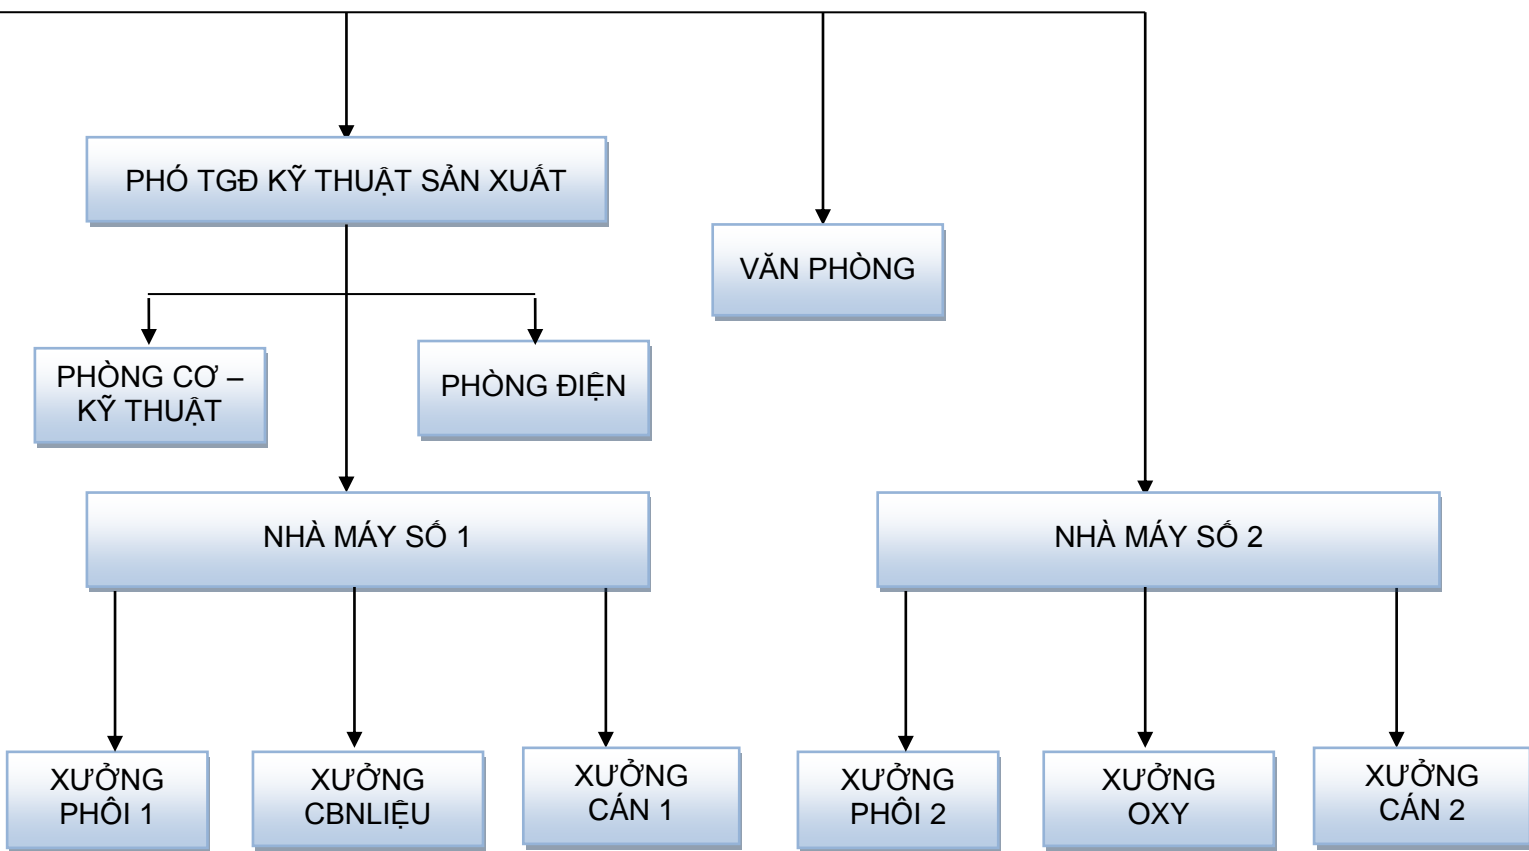 PHÓ TGĐ KỸ THUẬT SẢN XUẤT
VĂN PHÒNG
PHÒNG CƠ –
KỸ THUẬT
PHÒNG ĐIỆN
NHÀ MÁY SỐ 1
NHÀ MÁY SỐ 2
XƯỞNG
PHÔI 1
XƯỞNG
CBNLIỆU
XƯỞNG
CÁN 1
XƯỞNG
PHÔI 2
XƯỞNG
OXY
XƯỞNG
CÁN 2